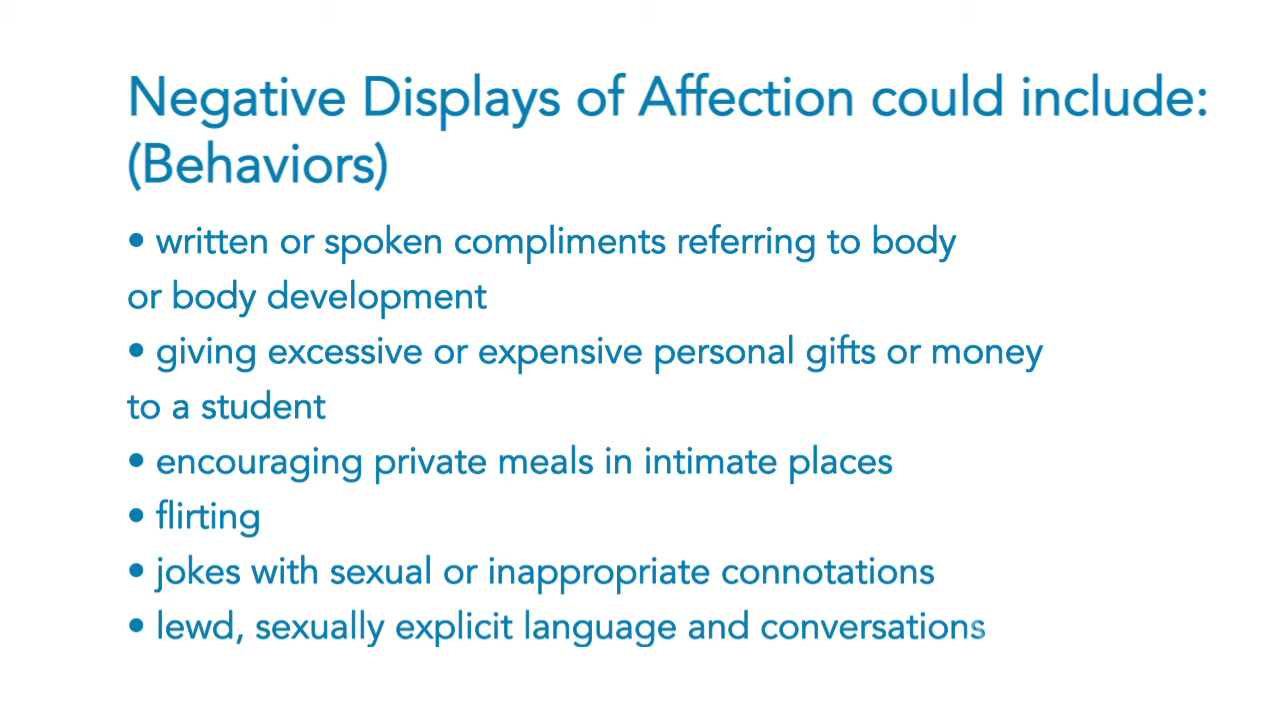 Negative Displays of Affection could include:
(Behaviors)
• written or spoken compliments referring to body
or body development
• giving excessive or expensive personal gifts or money
to a student
• encouraging private meals in intimate places
• flirting
• jokes with sexual or inappropriate connotations
• lewd, sexually explicit language and conversations